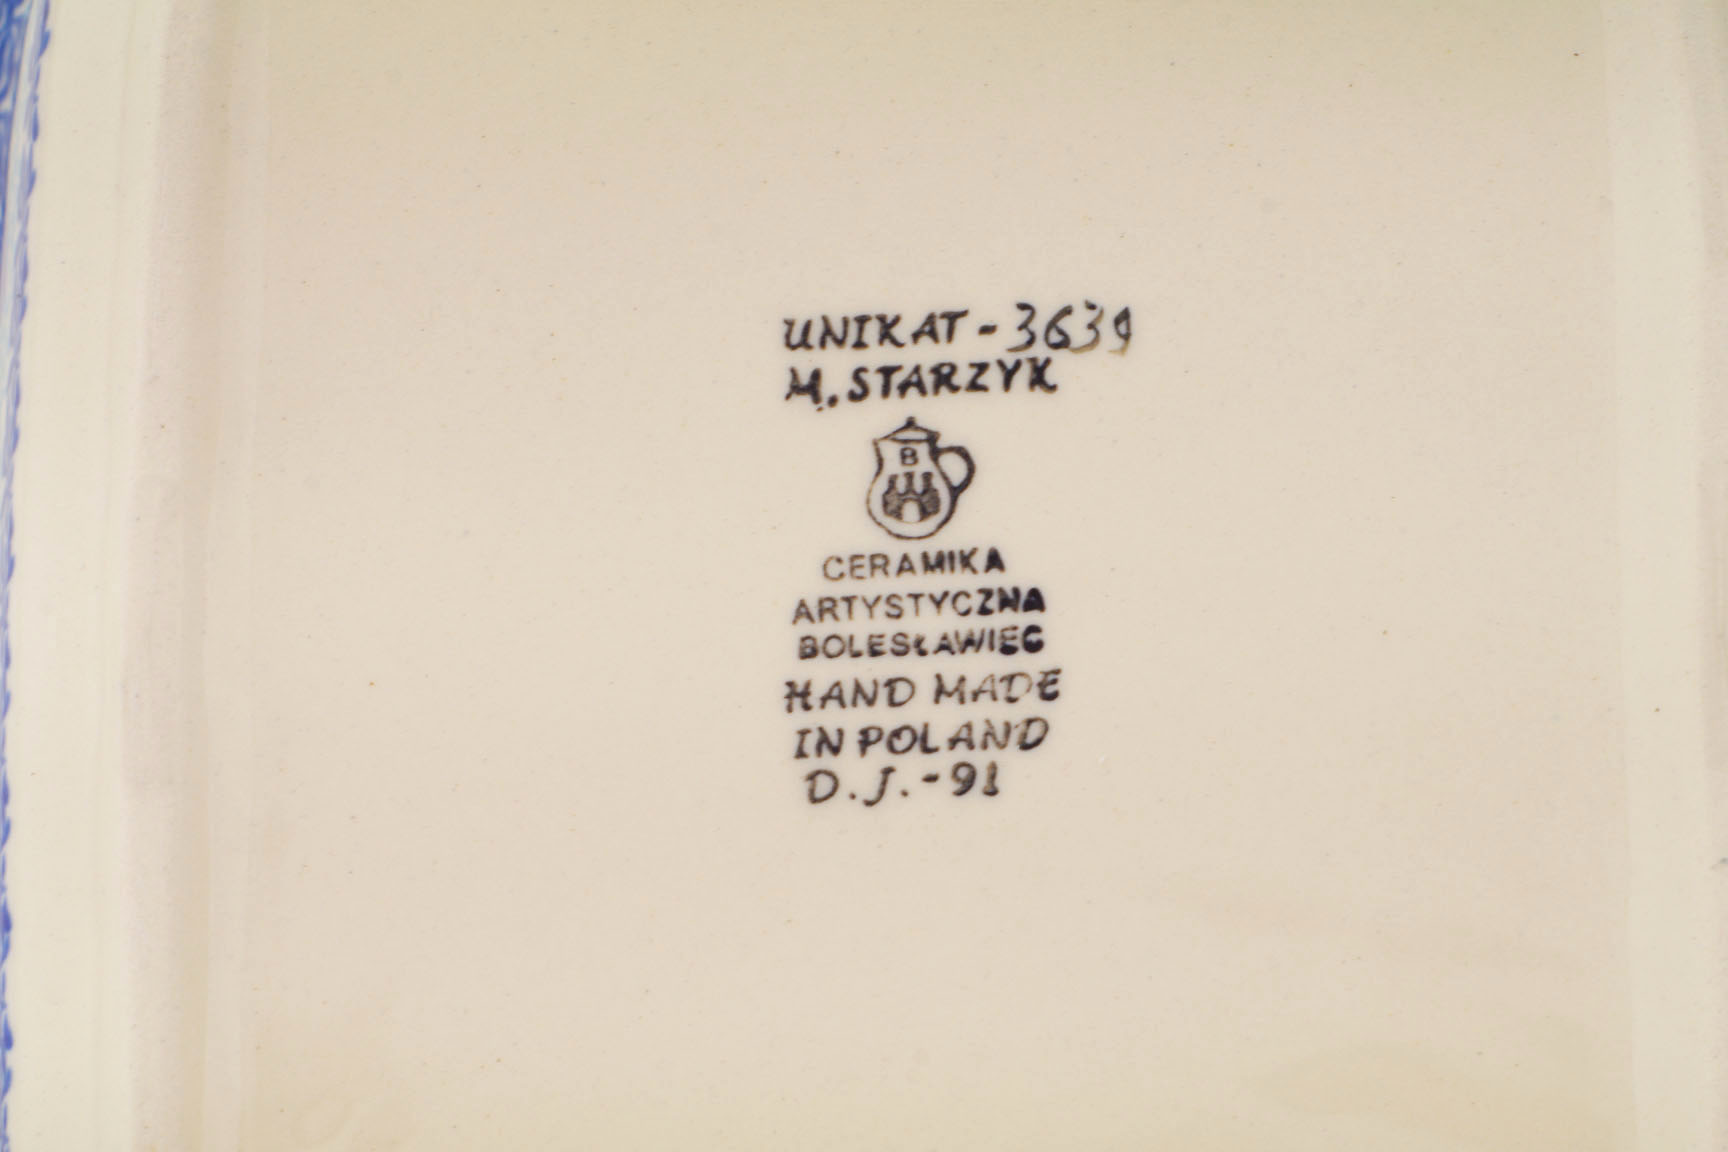 UNIKAT - 3639
M. STARZYK
B
CERAMIKA
ARTYSTYCZNA
BOLESŁAWIEC
HAND MADE
IN POLAND
D.J.-91